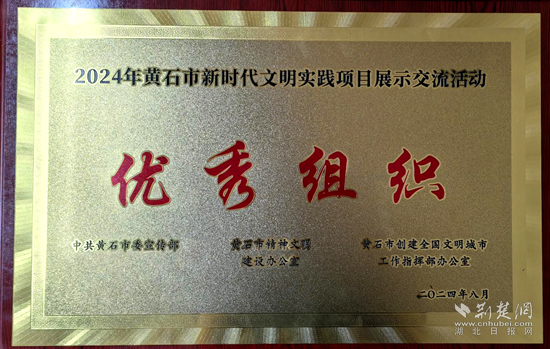 2024年黄石市新时代文明实践项目展示交流活动
优秀组织
中共黄石市委宣传部
黄石市精神文明
建设办公室
黄石市创建全国文明城市
工作指挥部办公室
二〇二四年八月
荆楚网
www.cnhubei.com
湖北日报网